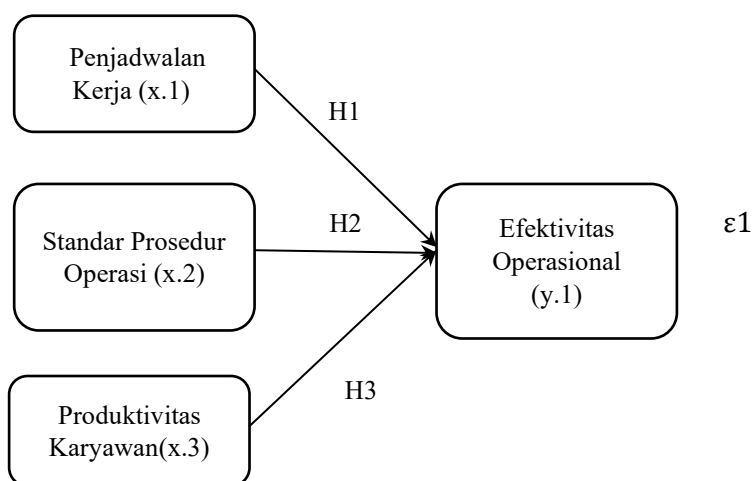 Penjadwalan
Kerja (x.1)
H1
Standar Prosedur
Operasi (x.2)
H2
Efektivitas
Operasional
(y.1)
ε1
H3
Produktivitas
Karyawan(x.3)